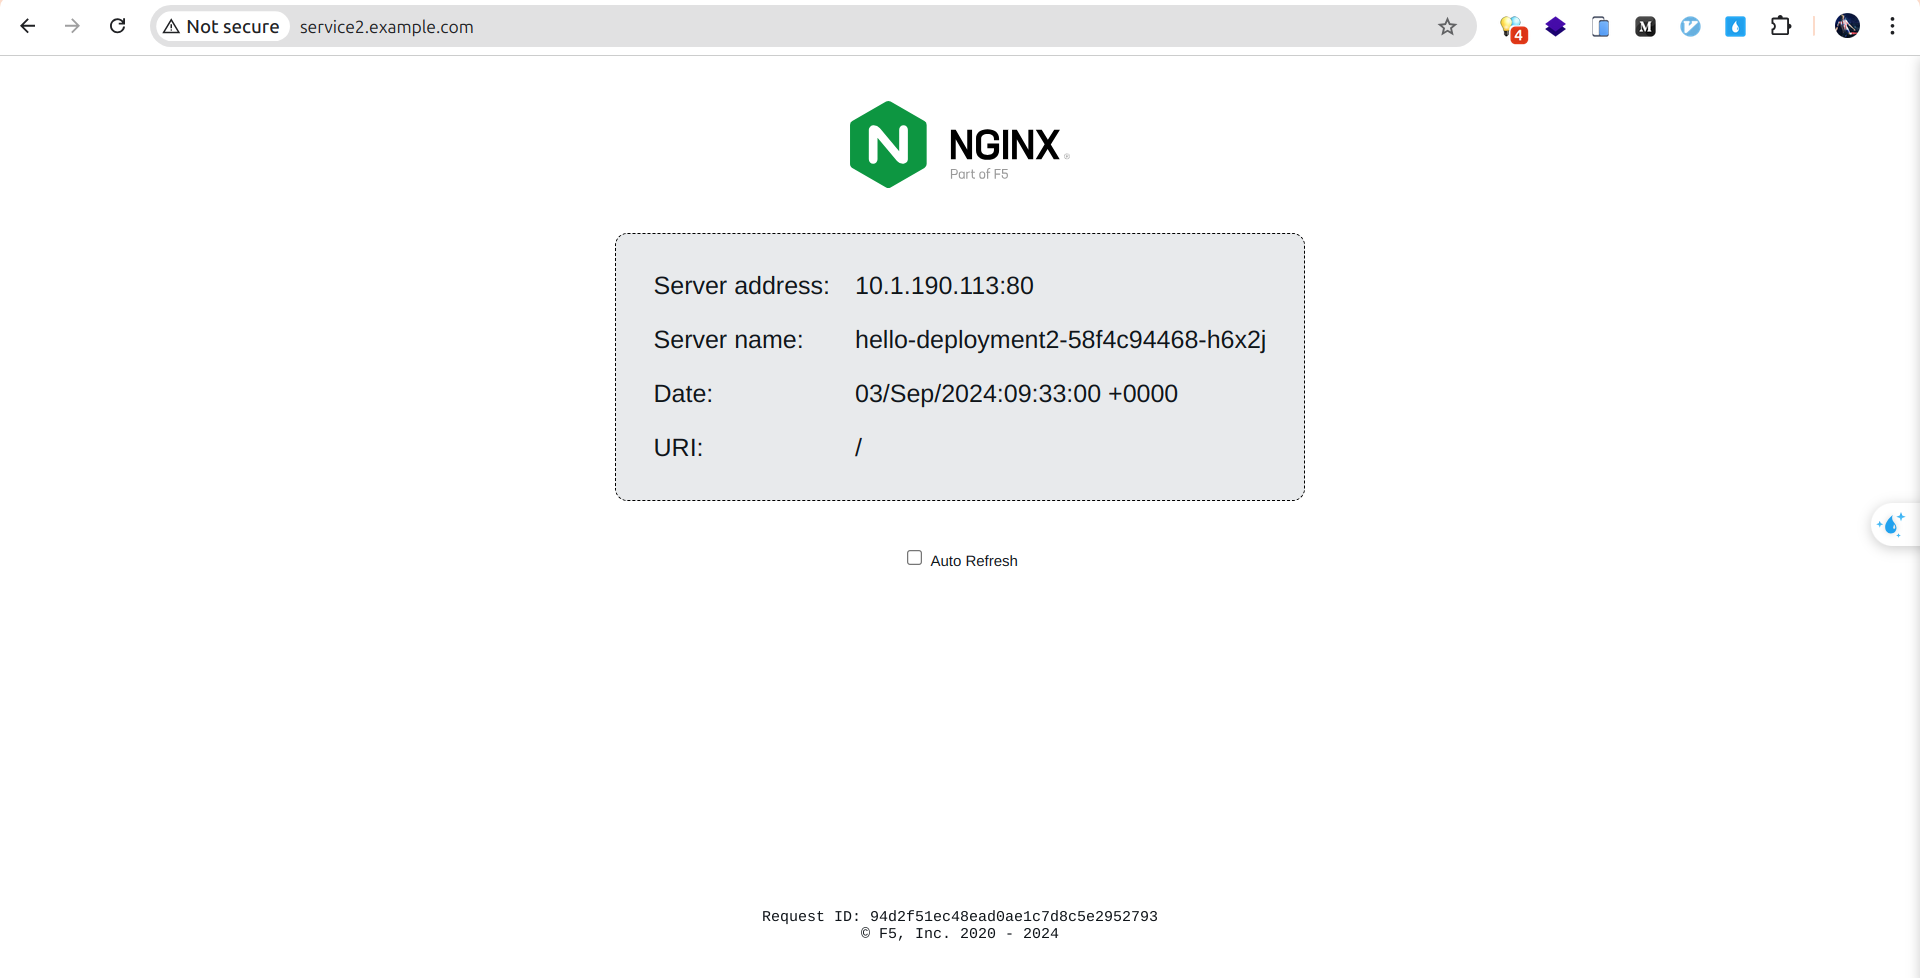 Not secure service2.example.com
4
M
N
NGINX ®
Part of F5
Server address: 10.1.190.113:80
Server name: hello-deployment2-58f4c94468-h6x2j
Date: 03/Sep/2024:09:33:00 +0000
URI: /
Auto Refresh
Request ID: 94d2f51ec48ead0ae1c7d8c5e2952793
© F5, Inc. 2020 - 2024